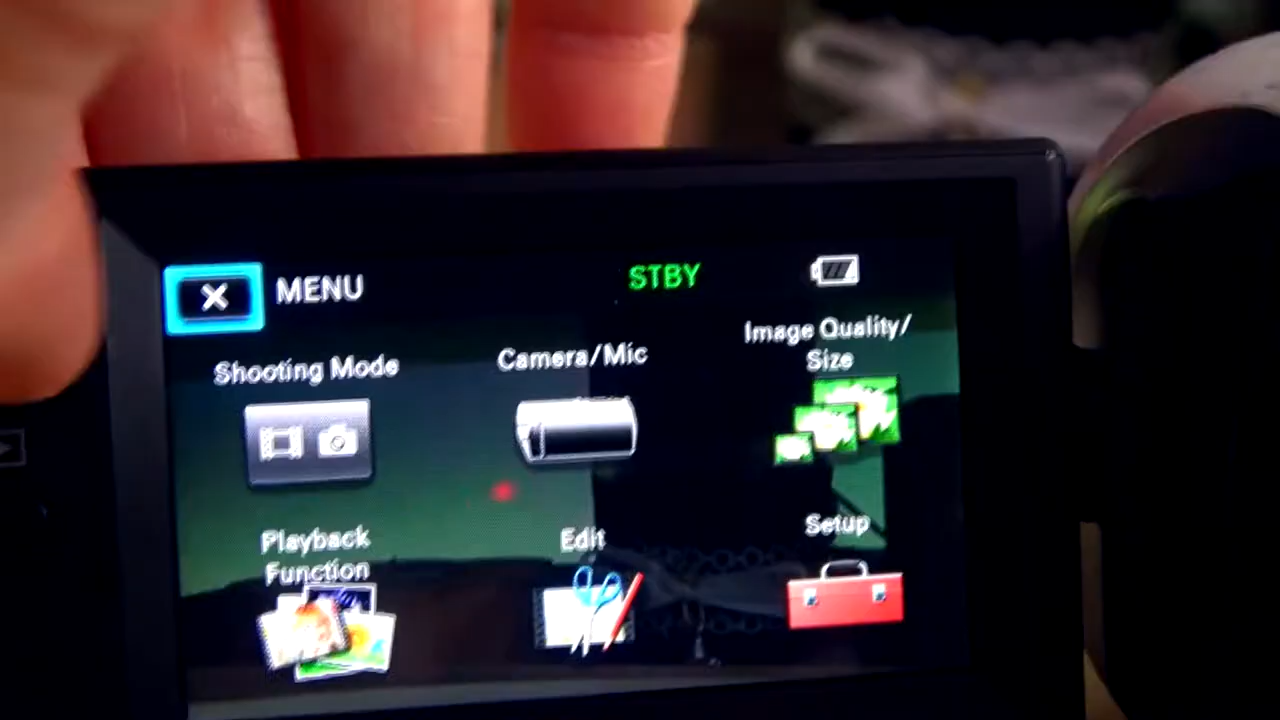 MENU
STBY
Shooting Mode
Camera/Mic
Image Quality/
Size
Playback
Function
Edit
Setup